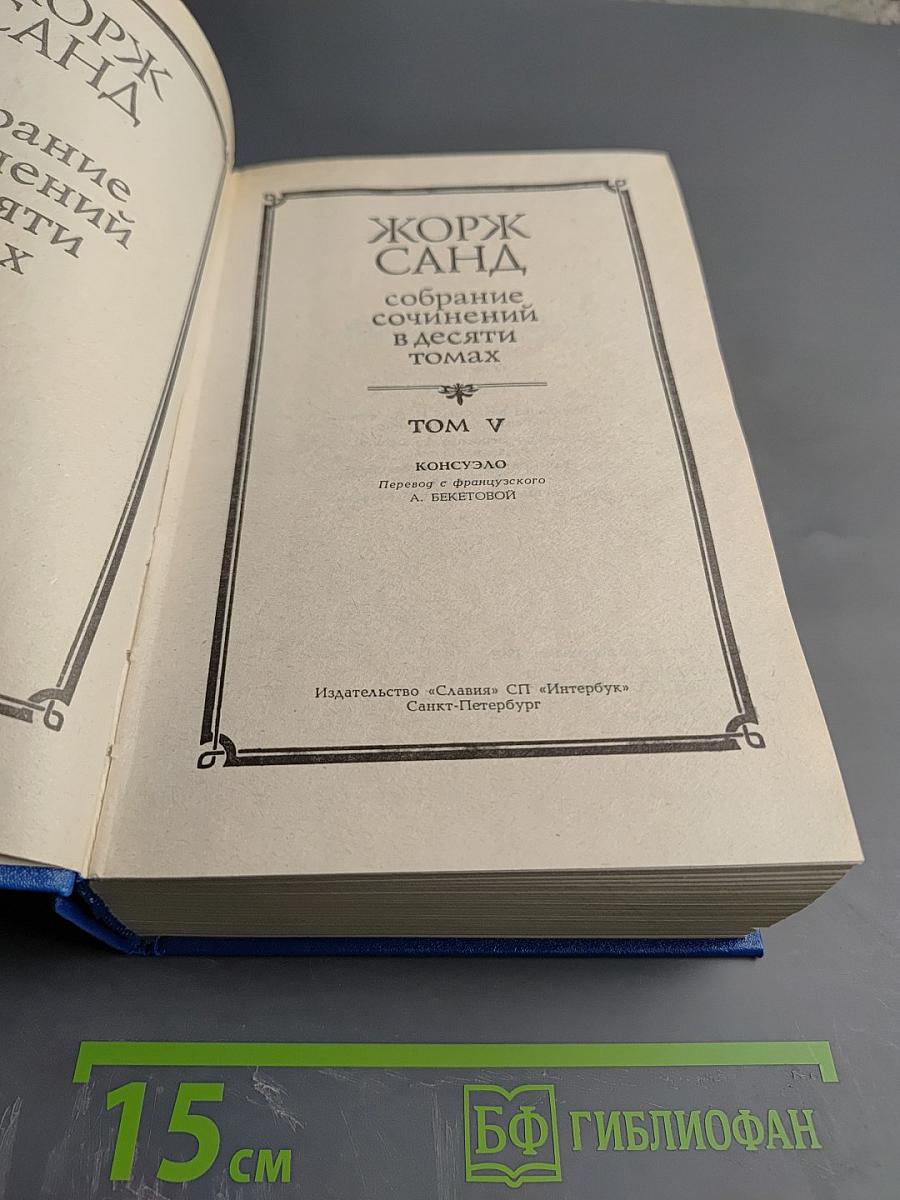 ЖОРЖ
САНД
собрание
сочинений
в десяти
томах
ТОМ V
КОНСУЭЛО
Перевод с французского
А. БЕКЕТОВОЙ
Издательство «Славия» СП «Интербук»
Санкт-Петербург
15 см
БФ ГИБЛИОФАН